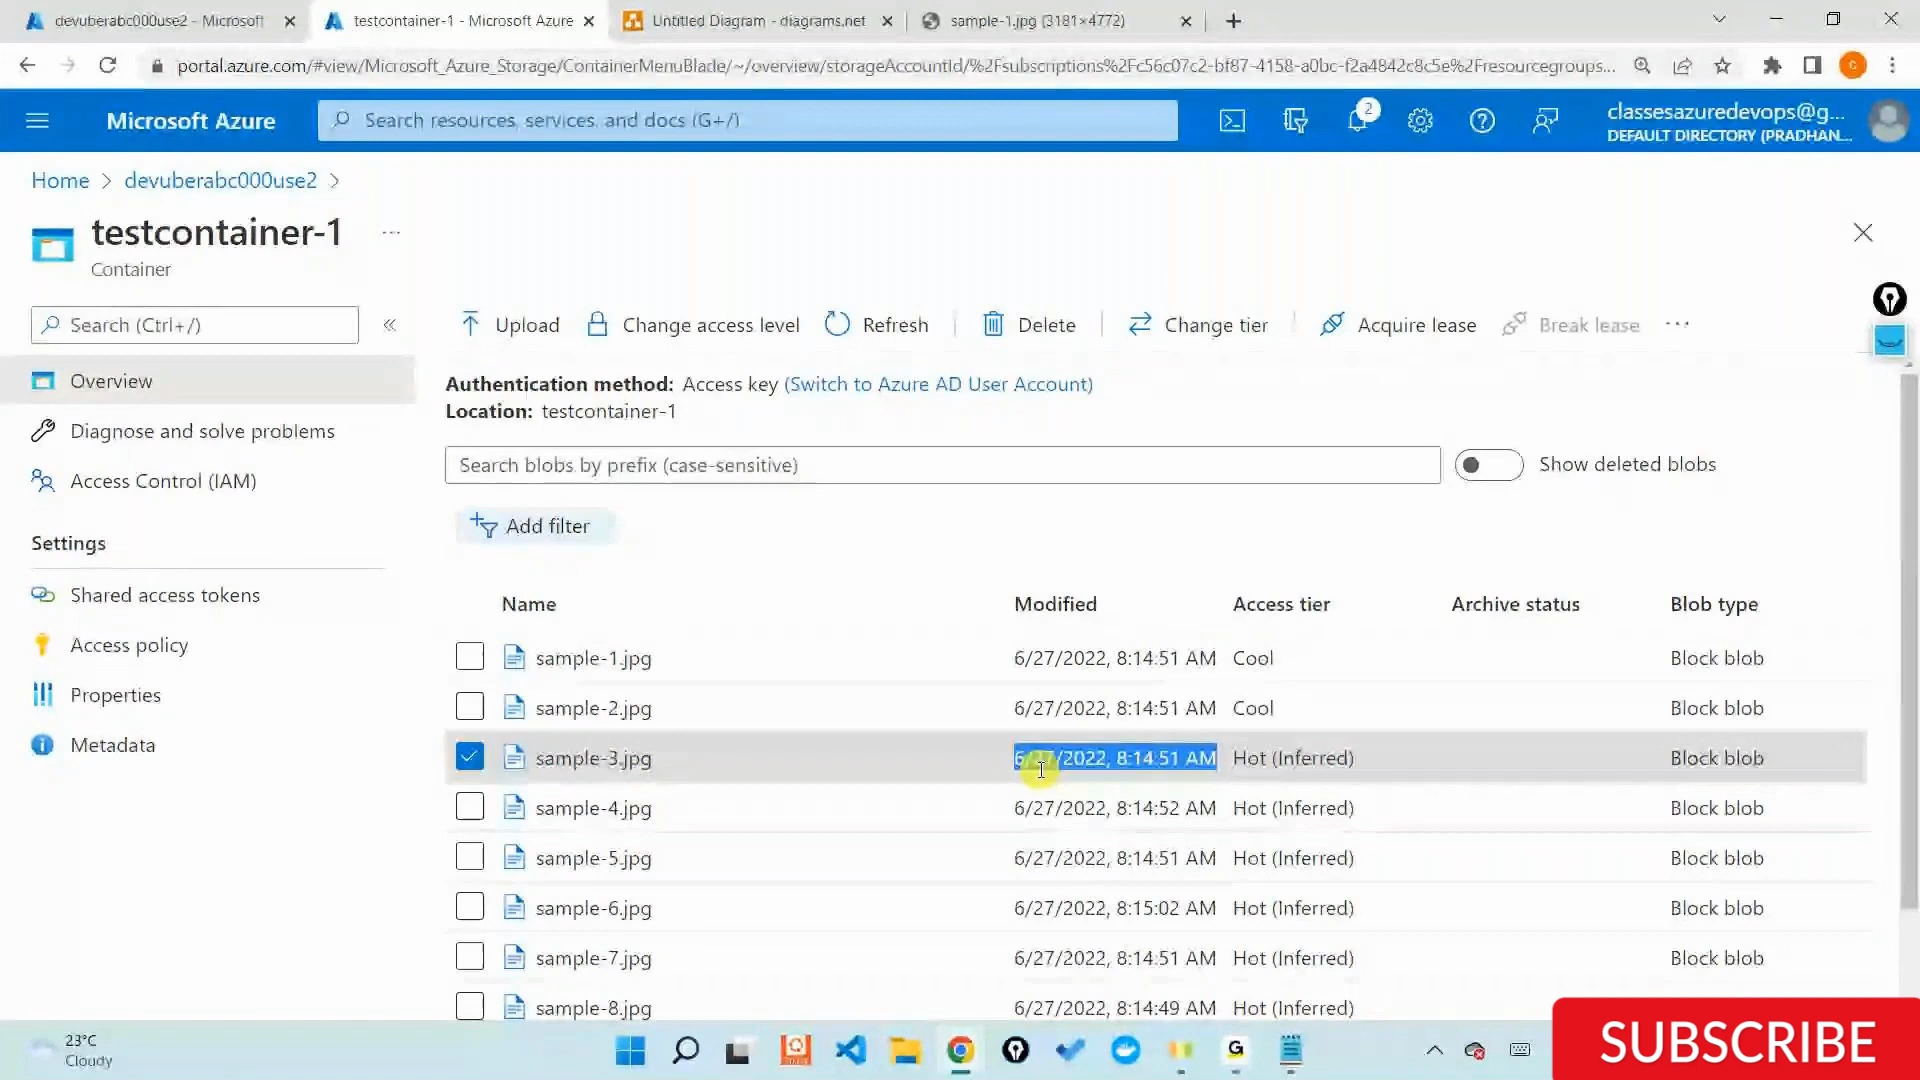 devuberabc000use2 - Microsoft
testcontainer-1 - Microsoft Azure
Untitled Diagram - diagrams.net
sample-1.jpg (3181×4772)
portal.azure.com/#view/Microsoft_Azure_Storage/ContainerMenuBlade/~/overview/storageAccountId/%2Fsubscriptions%2Fc56c07c2-bf87-4158-a0bc-f2a4842c8c5e%2Fresourcegroups...
C
Microsoft Azure
Search resources, services, and docs (G+/)
2
classesazuredevops@g...
DEFAULT DIRECTORY (PRADHAN...
Home > devuberabc000use2 >
testcontainer-1 ...
Container
Search (Ctrl+/)
«
Upload
Change access level
Refresh
Delete
Change tier
Acquire lease
Break lease
...
Overview
Diagnose and solve problems
Access Control (IAM)
Settings
Shared access tokens
Access policy
Properties
Metadata
Authentication method: Access key (Switch to Azure AD User Account)
Location: testcontainer-1
Search blobs by prefix (case-sensitive)
Show deleted blobs
Add filter
Name Modified Access tier Archive status Blob type
sample-1.jpg 6/27/2022, 8:14:51 AM Cool Block blob
sample-2.jpg 6/27/2022, 8:14:51 AM Cool Block blob
sample-3.jpg 6/27/2022, 8:14:51 AM Hot (Inferred) Block blob
sample-4.jpg 6/27/2022, 8:14:52 AM Hot (Inferred) Block blob
sample-5.jpg 6/27/2022, 8:14:51 AM Hot (Inferred) Block blob
sample-6.jpg 6/27/2022, 8:15:02 AM Hot (Inferred) Block blob
sample-7.jpg 6/27/2022, 8:14:51 AM Hot (Inferred) Block blob
sample-8.jpg 6/27/2022, 8:14:49 AM Hot (Inferred)
23°C
Cloudy
G
SUBSCRIBE